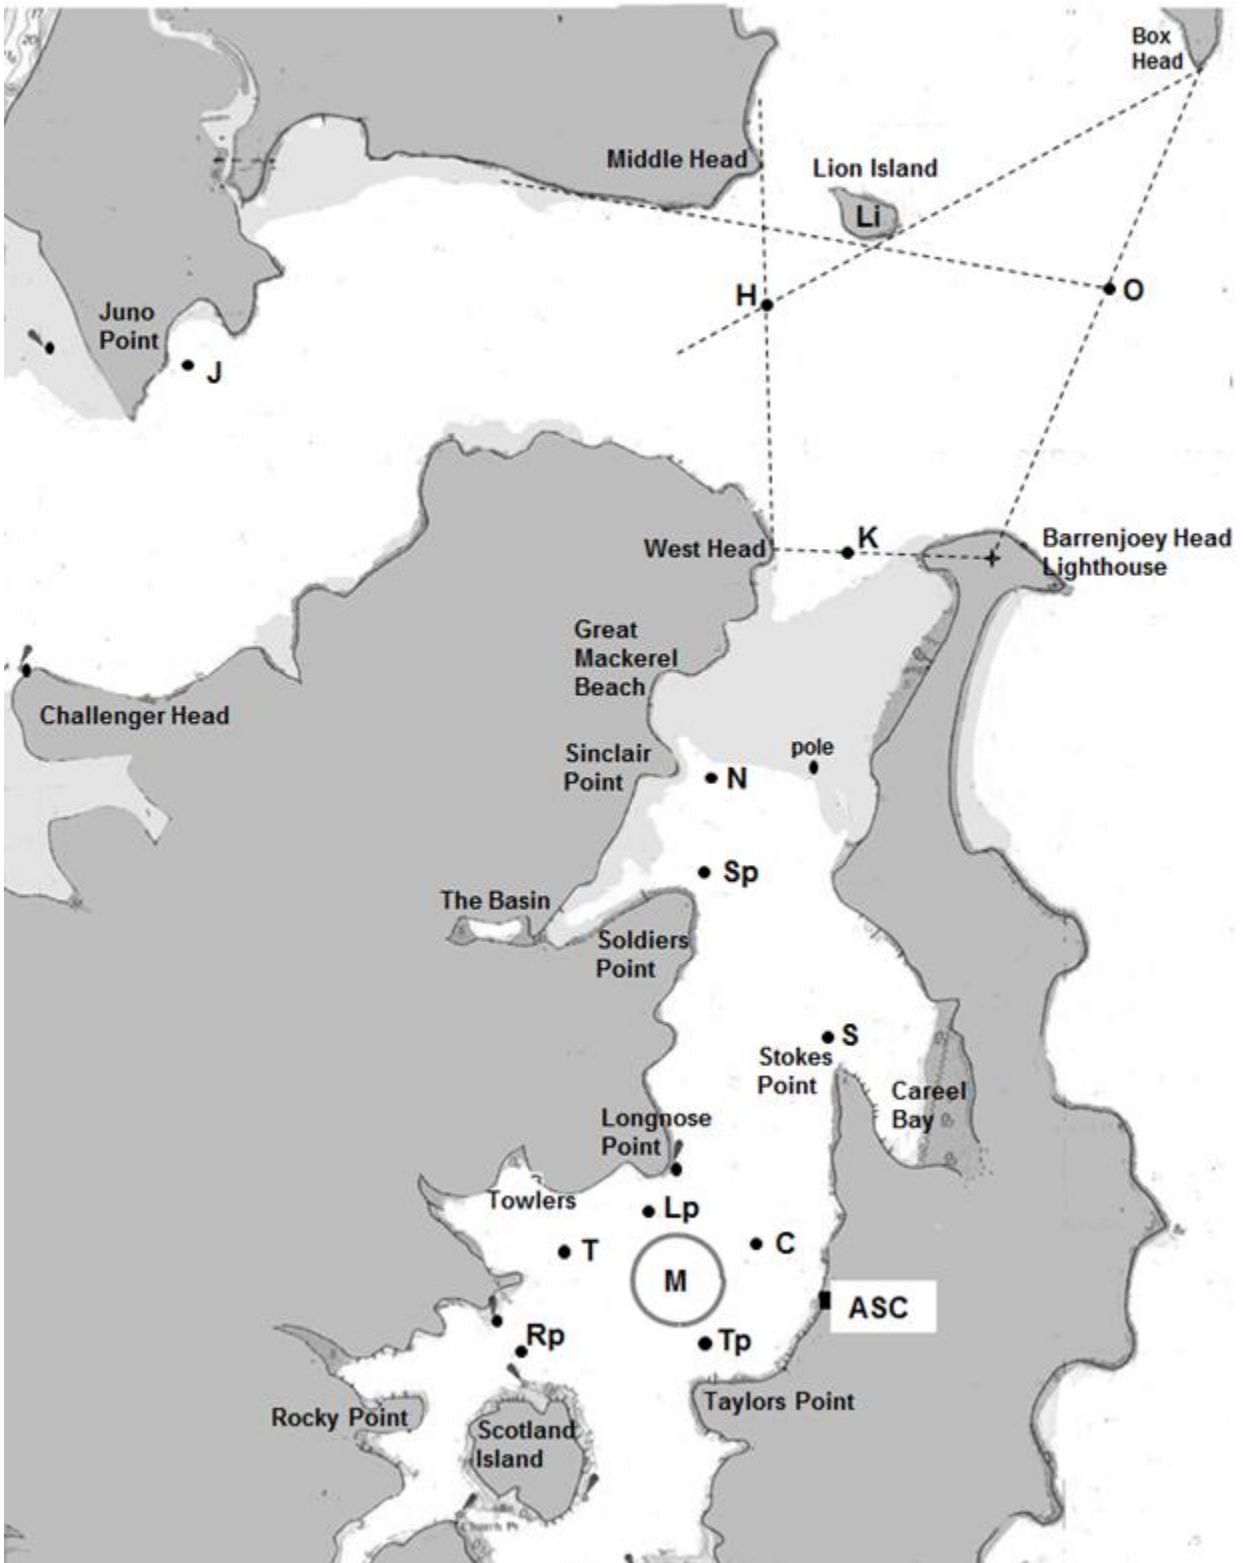 Box
Head
Middle Head
Lion Island
Li
H
O
Juno
Point
J
K
West Head
Barrenjoey Head
Lighthouse
Great
Mackerel
Beach
Challenger Head
Sinclair
Point
pole
N
Sp
The Basin
Soldiers
Point
S
Stokes
Point
Careel
Bay
Longnose
Point
Towlers
Lp
T
C
M
ASC
Rp
Tp
Taylors Point
Rocky Point
Scotland
Island
Church Pt